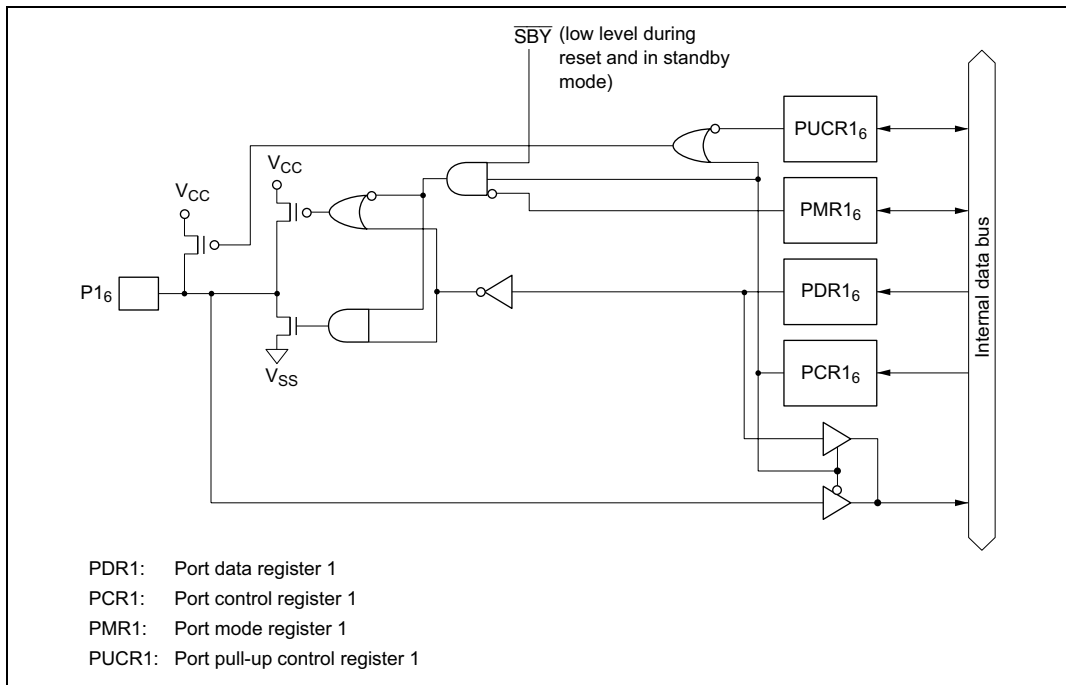 S̅B̅Y̅ (low level during
reset and in standby
mode)
PUCR1₆
VCC
VCC
PMR1₆
P1₆
PDR1₆
VSS
PCR1₆
Internal data bus
PDR1: Port data register 1
PCR1: Port control register 1
PMR1: Port mode register 1
PUCR1: Port pull-up control register 1